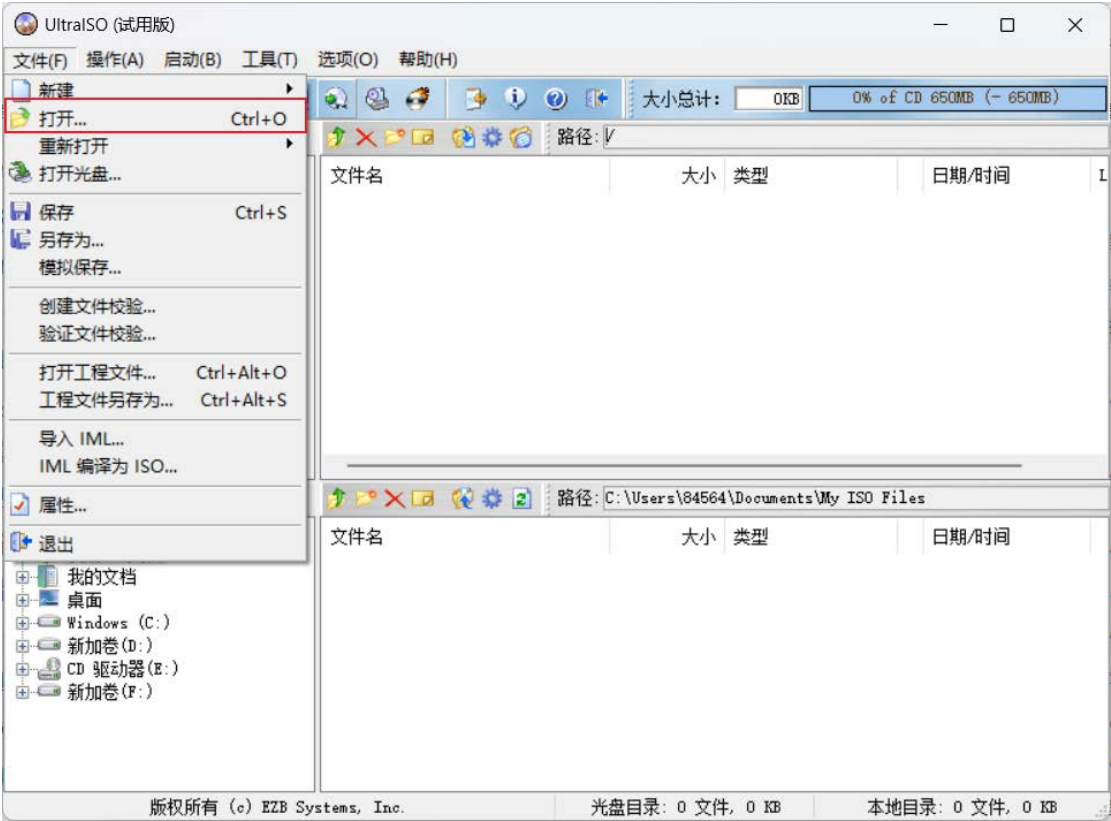 UltraISO (试用版)
文件(F) 操作(A) 启动(B) 工具(T) 选项(O) 帮助(H)
新建
打开... Ctrl+O
重新打开
打开光盘...
保存 Ctrl+S
另存为...
模拟保存...
创建文件校验...
验证文件校验...
打开工程文件... Ctrl+Alt+O
工程文件另存为... Ctrl+Alt+S
导入 IML...
IML 编译为 ISO...
属性...
退出
大小总计: 0KB 0% of CD 650MB (- 650MB)
路径: /
文件名 大小 类型 日期/时间 L
路径: C:\Users\84564\Documents\My ISO Files
文件名 大小 类型 日期/时间
我的文档
桌面
Windows (C:)
新加卷(D:)
CD 驱动器(E:)
新加卷(F:)
版权所有 (c) EZB Systems, Inc. 光盘目录: 0 文件, 0 KB 本地目录: 0 文件, 0 KB